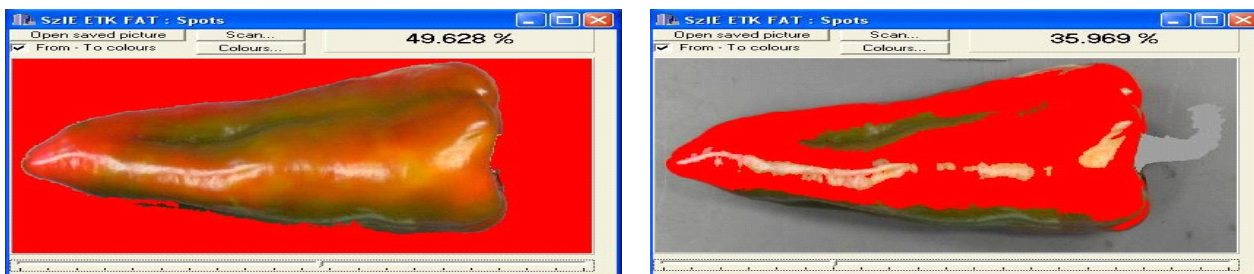 SzIE ETK FAT : Spots
Open saved picture Scan... 49.628 %
From - To colours Colours...
SzIE ETK FAT : Spots
Open saved picture Scan... 35.969 %
From - To colours Colours...